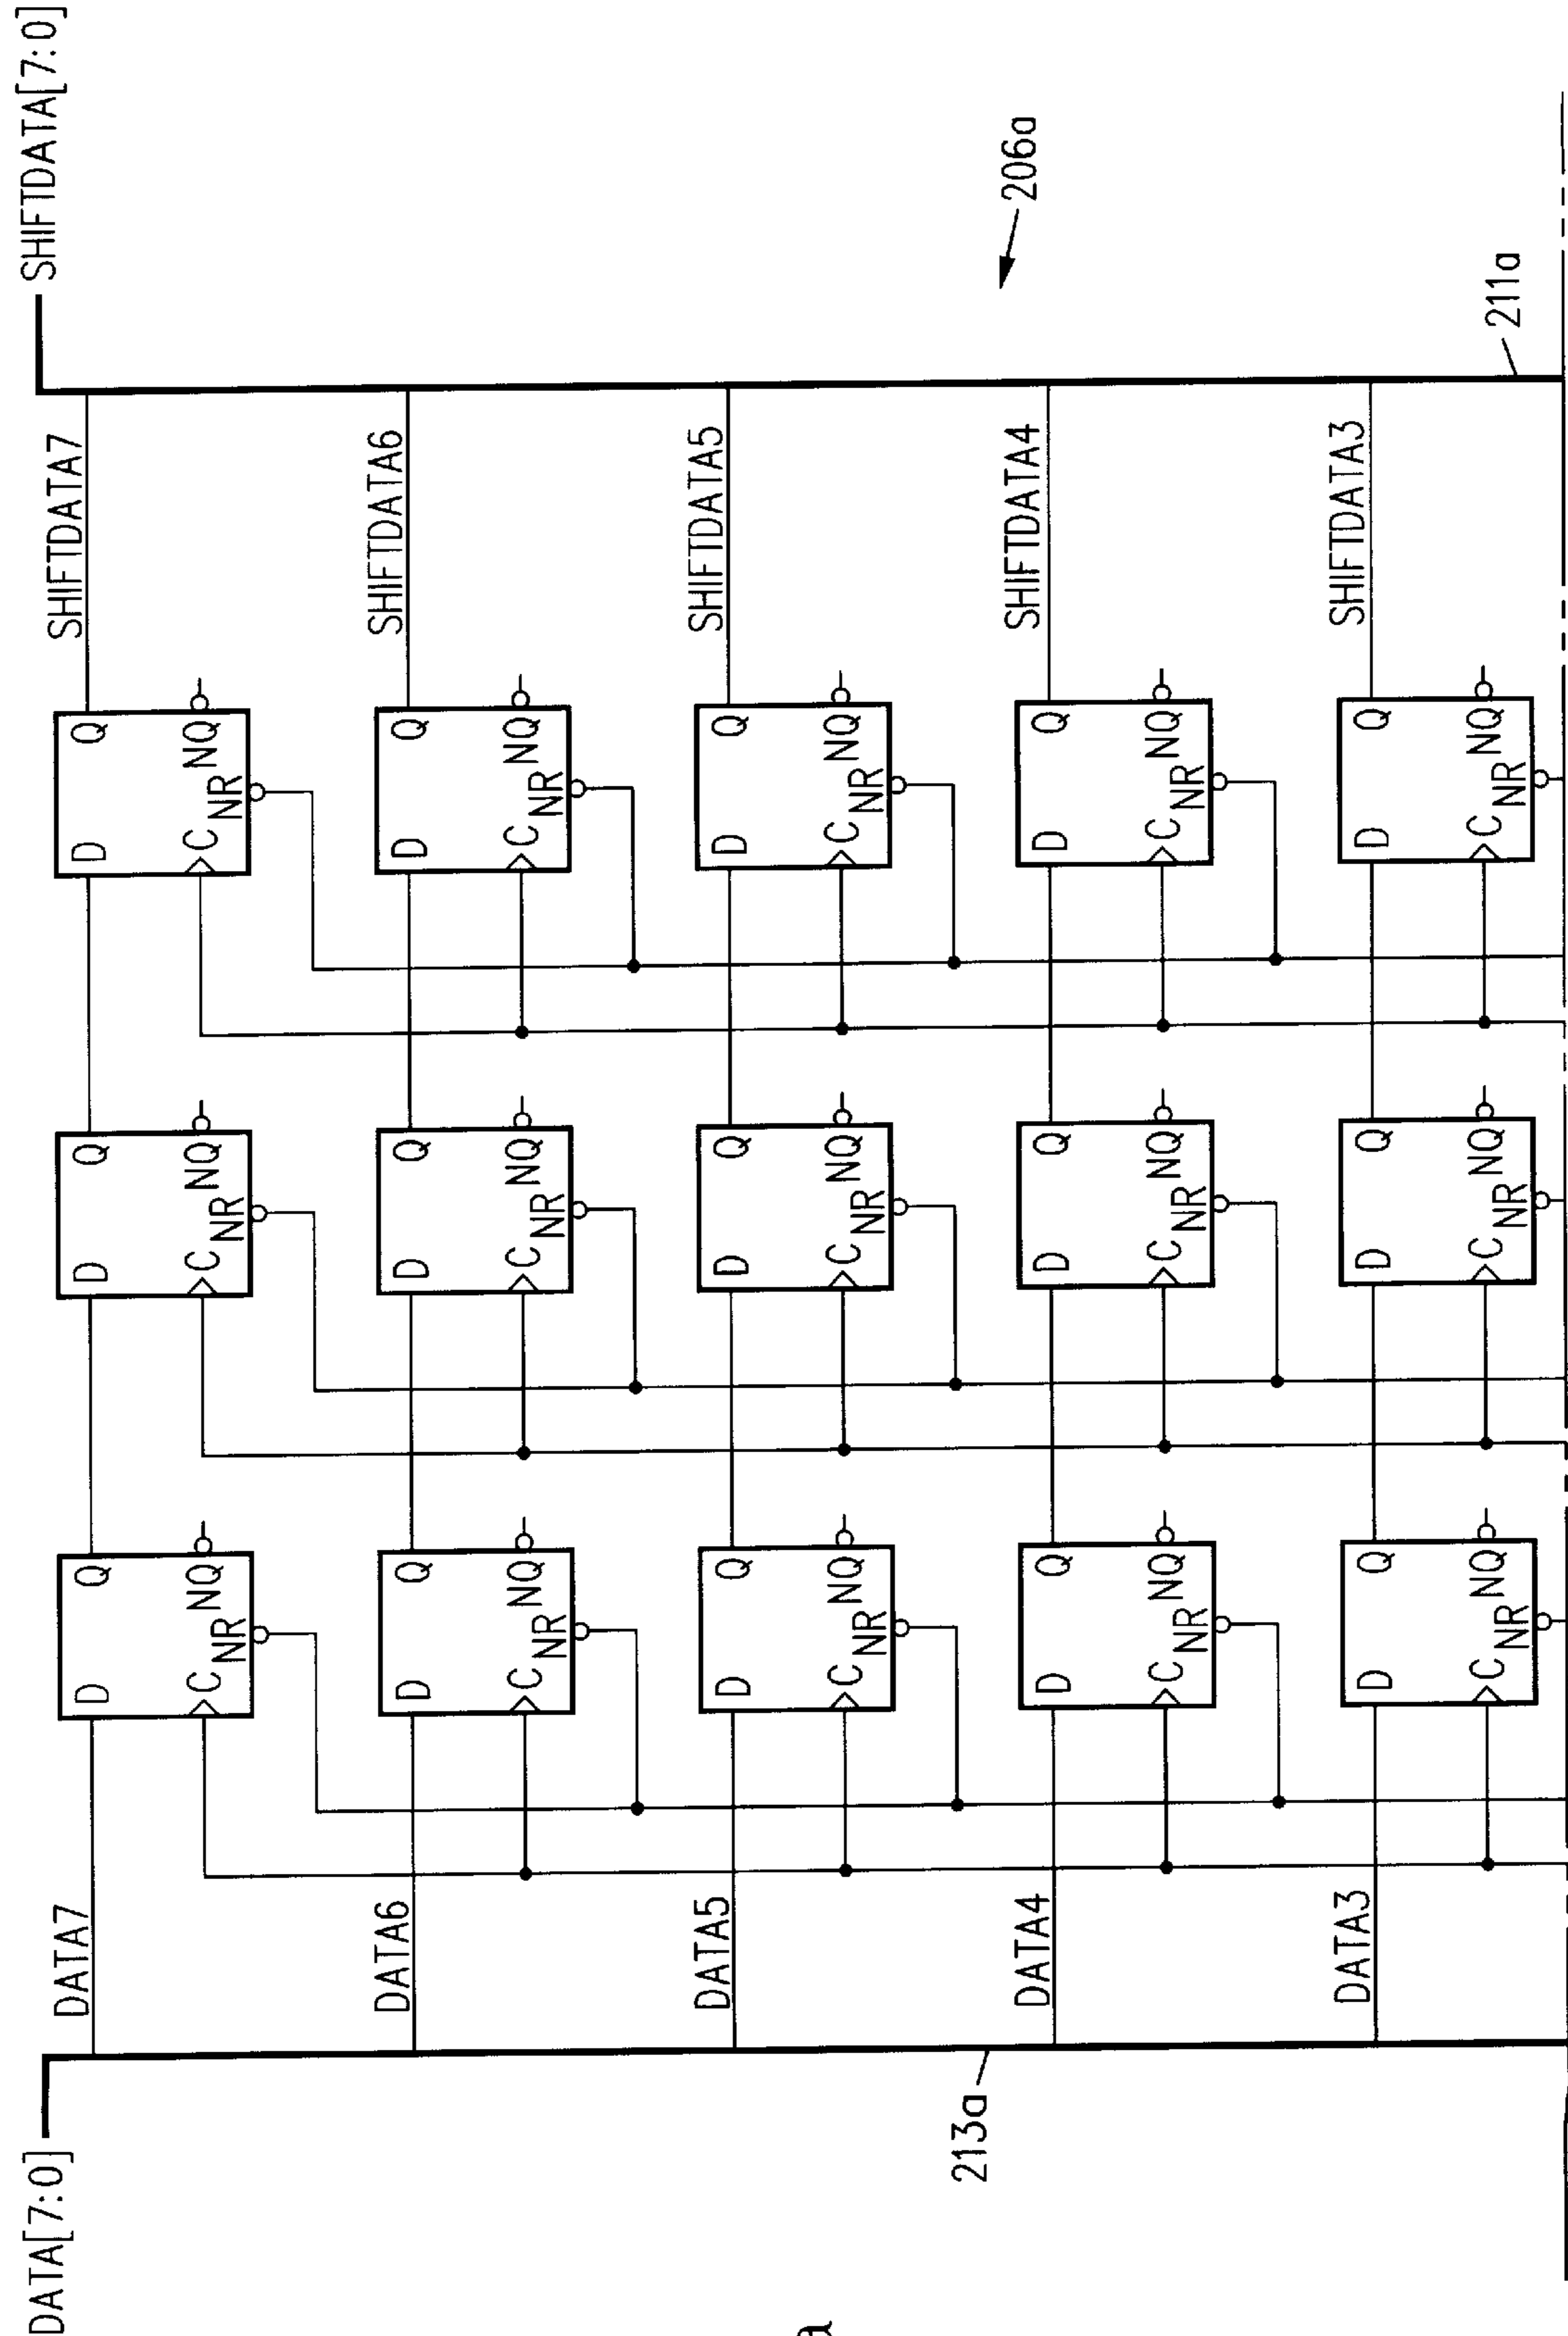 DATA[7:0]
SHIFTDATA[7:0]
DATA7
D Q
C NQ
NR
D Q
C NQ
NR
D Q
C NQ
NR
SHIFTDATA7
DATA6
D Q
C NQ
NR
D Q
C NQ
NR
D Q
C NQ
NR
SHIFTDATA6
DATA5
D Q
C NQ
NR
D Q
C NQ
NR
D Q
C NQ
NR
SHIFTDATA5
DATA4
D Q
C NQ
NR
D Q
C NQ
NR
D Q
C NQ
NR
SHIFTDATA4
DATA3
D Q
C NQ
NR
D Q
C NQ
NR
D Q
C NQ
NR
SHIFTDATA3
213a
206a
211a
a